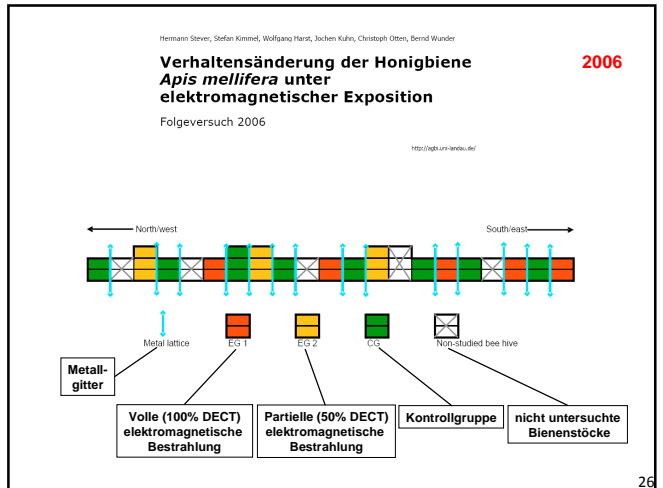 Hermann Stever, Stefan Kimmel, Wolfgang Harst, Jochen Kuhn, Christoph Otten, Bernd Wunder
Verhaltensänderung der Honigbiene
Apis mellifera unter
elektromagnetischer Exposition
2006
Folgeversuch 2006
http://agbi.uni-landau.de/
North/west
South/east
Metal lattice
EG 1
EG 2
CG
Non-studied bee hive
Metall-
gitter
Volle (100% DECT)
elektromagnetische
Bestrahlung
Partielle (50% DECT)
elektromagnetische
Bestrahlung
Kontrollgruppe
nicht untersuchte
Bienenstöcke
26